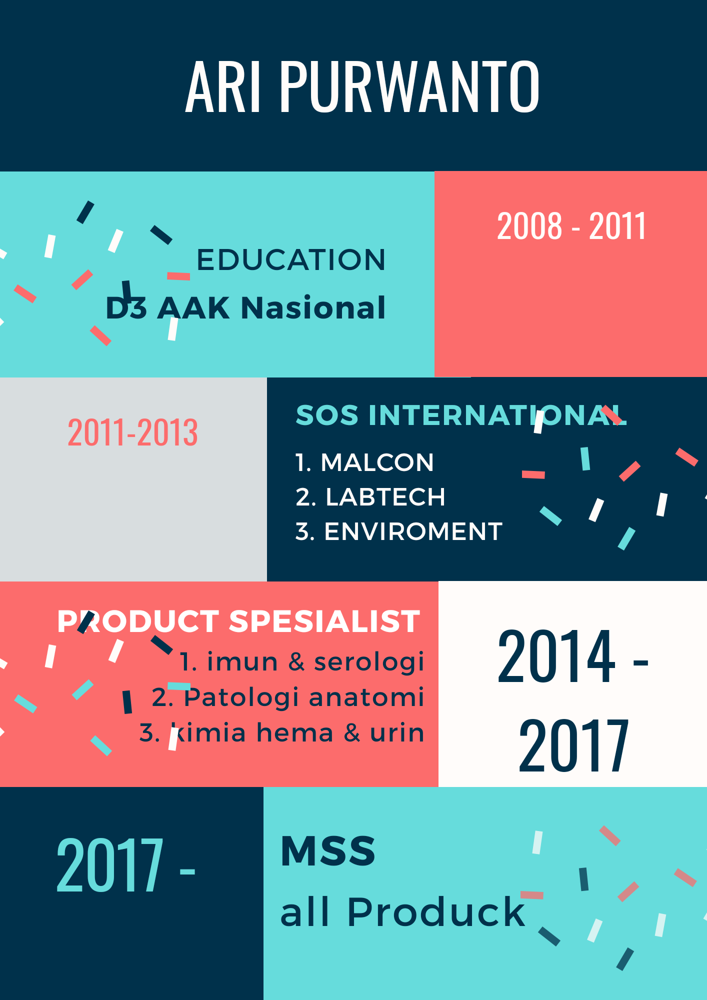 ARI PURWANTO
EDUCATION
D3 AAK Nasional
2008 - 2011
2011-2013
SOS INTERNATIONAL
1. MALCON
2. LABTECH
3. ENVIROMENT
PRODUCT SPESIALIST
1. imun & serologi
2. Patologi anatomi
3. kimia hema & urin
2014 -
2017
2017 -
MSS
all Produck